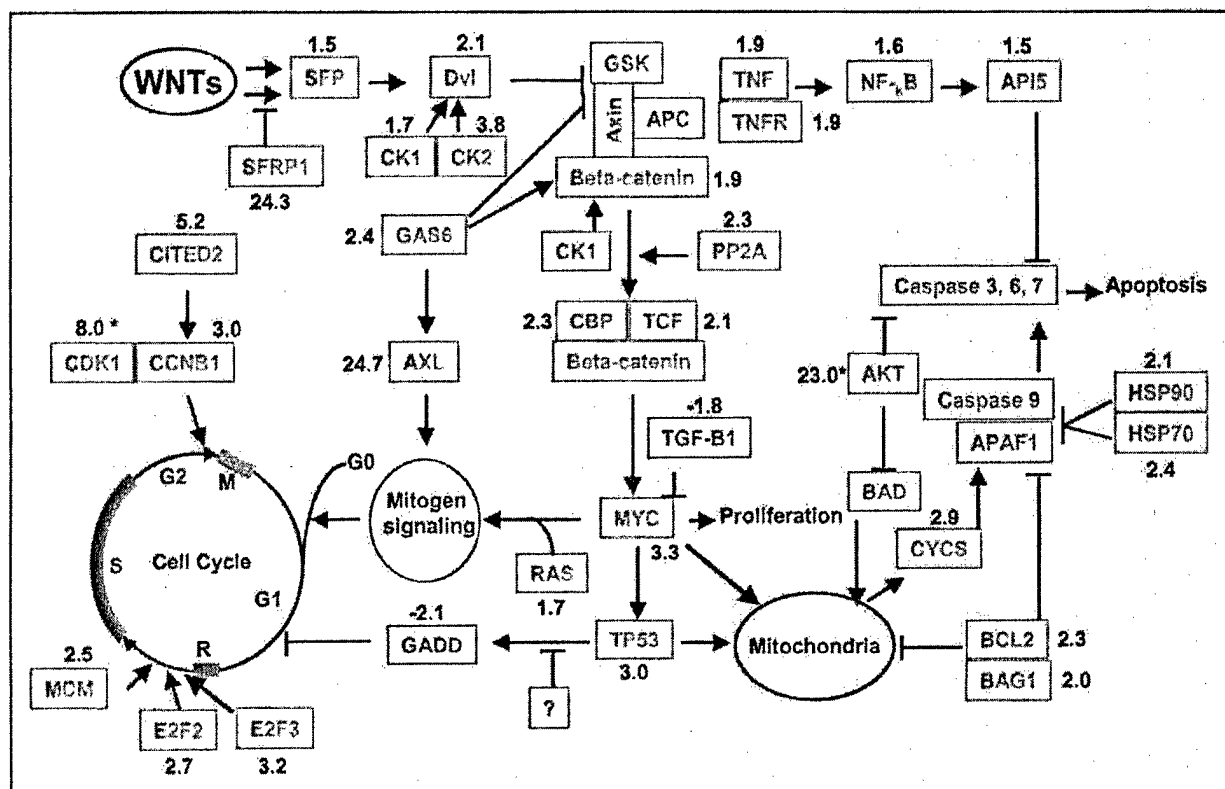 1.5
2.1
1.9
1.6
1.5
WNTs
SFP
Dvl
GSK
TNF
NF-kB
API5
Axin
APC
TNFR
1.9
1.7
3.8
SFRP1
CK1
CK2
Beta-catenin
1.9
24.3
5.2
2.4
GAS6
2.3
CITED2
CK1
PP2A
Caspase 3, 6, 7
Apoptosis
8.0 *
3.0
2.3
CBP
TCF
2.1
CDK1
CCNB1
24.7
AXL
Beta-catenin
23.0*
AKT
2.1
HSP90
Caspase 9
-1.8
TGF-B1
APAF1
HSP70
2.4
G0
G2
M
BAD
Mitogen
signaling
MYC
Proliferation
2.9
3.3
CYCS
S
Cell Cycle
RAS
G1
1.7
-2.1
R
GADD
TP53
Mitochondria
BCL2
2.3
2.5
3.0
MCM
BAG1
2.0
?
E2F2
E2F3
2.7
3.2